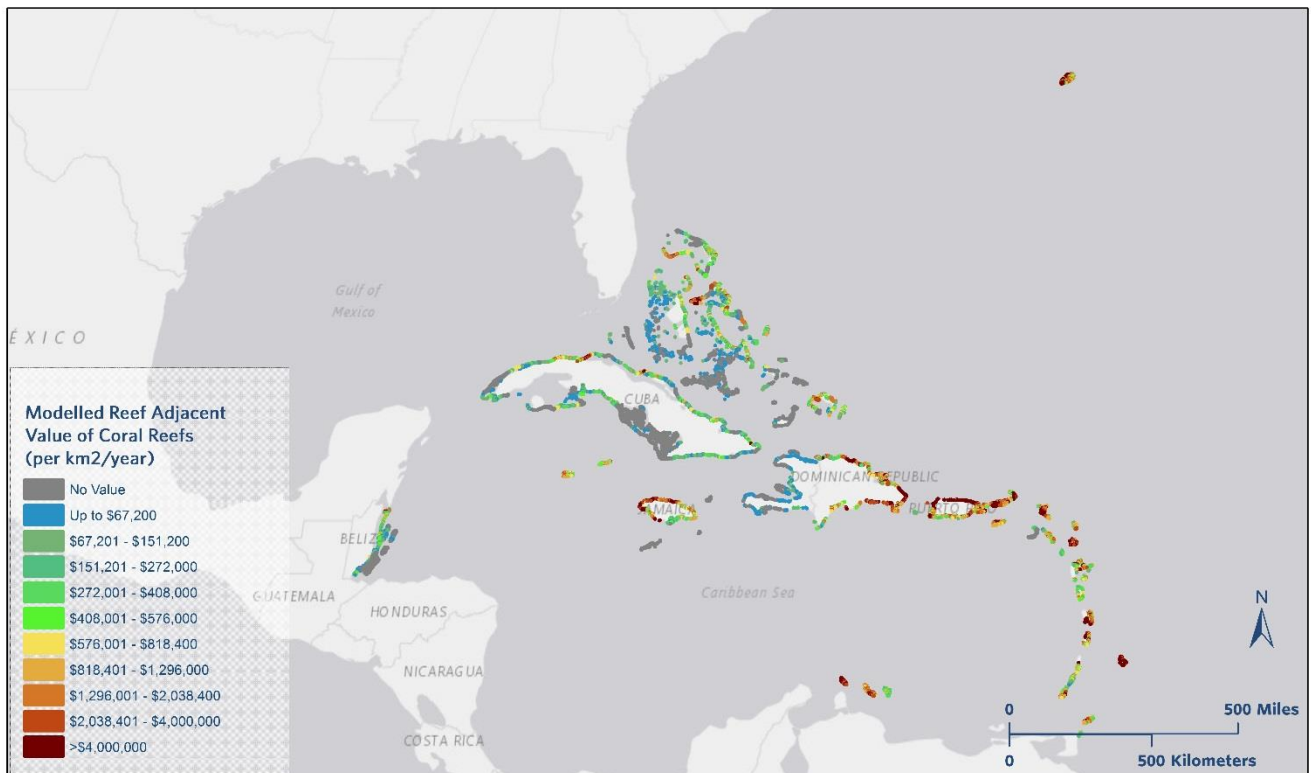 Gulf of
Mexico
ÉXICO
CUBA
DOMINICAN REPUBLIC
JAMAICA
PUERTO RICO
BELIZ
GUATEMALA
HONDURAS
Caribbean Sea
NICARAGUA
COSTA RICA
Modelled Reef Adjacent
Value of Coral Reefs
(per km2/year)
No Value
Up to $67,200
$67,201 - $151,200
$151,201 - $272,000
$272,001 - $408,000
$408,001 - $576,000
$576,001 - $818,400
$818,401 - $1,296,000
$1,296,001 - $2,038,400
$2,038,401 - $4,000,000
>$4,000,000
N
0 500 Miles
0 500 Kilometers